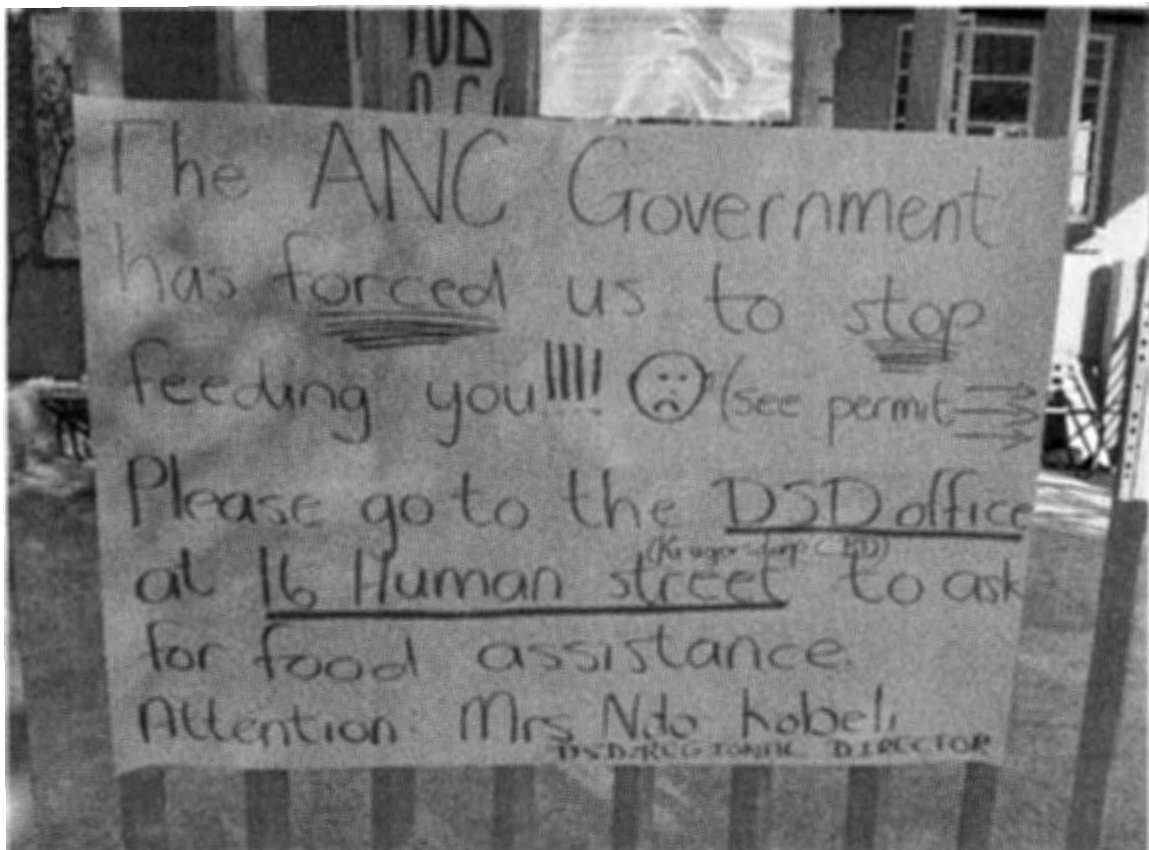 The ANC Government
has forced us to stop
feeding you!!!! (see permit
Please go to the DSD office
(Krugersdorp CBD)
at 16 Human street to ask
for food assistance.
Attention: Mrs Ndo Kobeli
DSD REGIONAL DIRECTOR